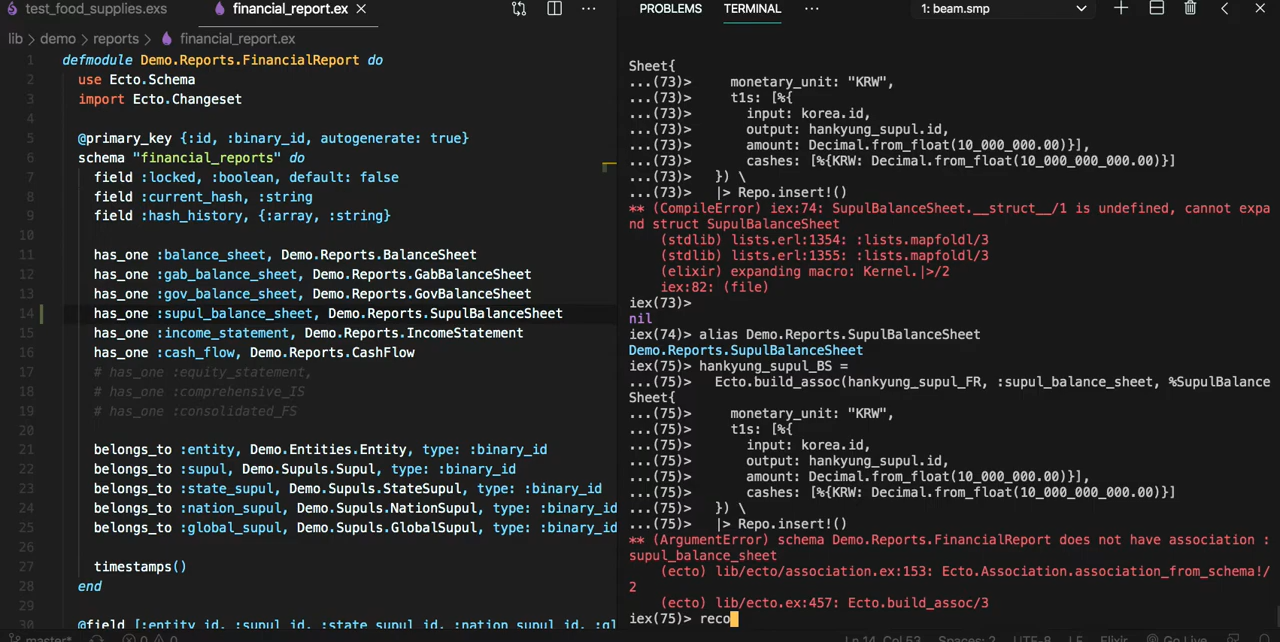 test_food_supplies.exs
financial_report.ex
lib > demo > reports > financial_report.ex
1 defmodule Demo.Reports.FinancialReport do
2 use Ecto.Schema
3 import Ecto.Changeset
4
5 @primary_key {:id, :binary_id, autogenerate: true}
6 schema "financial_reports" do
7 field :locked, :boolean, default: false
8 field :current_hash, :string
9 field :hash_history, {:array, :string}
10
11 has_one :balance_sheet, Demo.Reports.BalanceSheet
12 has_one :gab_balance_sheet, Demo.Reports.GabBalanceSheet
13 has_one :gov_balance_sheet, Demo.Reports.GovBalanceSheet
14 has_one :supul_balance_sheet, Demo.Reports.SupulBalanceSheet
15 has_one :income_statement, Demo.Reports.IncomeStatement
16 has_one :cash_flow, Demo.Reports.CashFlow
17 # has_one :equity_statement,
18 # has_one :comprehensive_IS
19 # has_one :consolidated_FS
20
21 belongs_to :entity, Demo.Entities.Entity, type: :binary_id
22 belongs_to :supul, Demo.Supuls.Supul, type: :binary_id
23 belongs_to :state_supul, Demo.Supuls.StateSupul, type: :binary_id
24 belongs_to :nation_supul, Demo.Supuls.NationSupul, type: :binary_id
25 belongs_to :global_supul, Demo.Supuls.GlobalSupul, type: :binary_id
26
27 timestamps()
28 end
29
30 @field [:entity_id, :supul_id, :state_supul_id, :nation_supul_id, :gl
master*
0 0
PROBLEMS TERMINAL ... 1: beam.smp
Sheet{
...(73)> monetary_unit: "KRW",
...(73)> t1s: [%{
...(73)> input: korea.id,
...(73)> output: hankyung_supul.id,
...(73)> amount: Decimal.from_float(10_000_000.00)}],
...(73)> cashes: [%{KRW: Decimal.from_float(10_000_000_000.00)}]
...(73)> }) \
...(73)> |> Repo.insert!()
** (CompileError) iex:74: SupulBalanceSheet.__struct__/1 is undefined, cannot expa
nd struct SupulBalanceSheet
(stdlib) lists.erl:1354: :lists.mapfoldl/3
(stdlib) lists.erl:1355: :lists.mapfoldl/3
(elixir) expanding macro: Kernel.|>/2
iex:82: (file)
iex(73)>
nil
iex(74)> alias Demo.Reports.SupulBalanceSheet
Demo.Reports.SupulBalanceSheet
iex(75)> hankyung_supul_BS =
...(75)> Ecto.build_assoc(hankyung_supul_FR, :supul_balance_sheet, %SupulBalance
Sheet{
...(75)> monetary_unit: "KRW",
...(75)> t1s: [%{
...(75)> input: korea.id,
...(75)> output: hankyung_supul.id,
...(75)> amount: Decimal.from_float(10_000_000.00)}],
...(75)> cashes: [%{KRW: Decimal.from_float(10_000_000_000.00)}]
...(75)> }) \
...(75)> |> Repo.insert!()
** (ArgumentError) schema Demo.Reports.FinancialReport does not have association :
supul_balance_sheet
(ecto) lib/ecto/association.ex:153: Ecto.Association.association_from_schema!/
2
(ecto) lib/ecto.ex:457: Ecto.build_assoc/3
iex(75)> reco
Ln 14, Col 53 Spaces: 2 UTF-8 LF Elixir Go Live